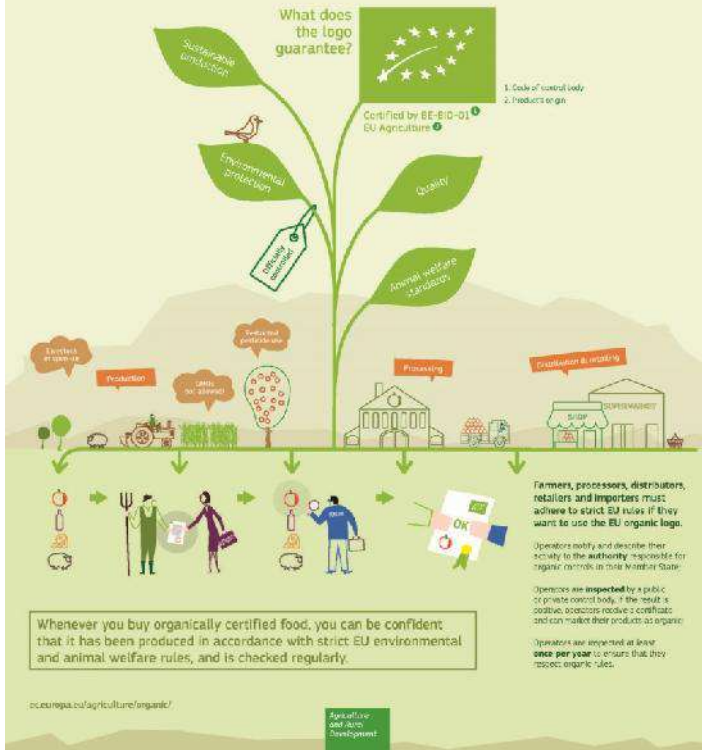 What does
the logo
guarantee?
Sustainable
production
1. Code of control body
2. Product's origin
Certified by BE-BIO-01 1
EU Agriculture 2
Environmental
protection
Quality
Officially
controlled
Animal welfare
standards
Restricted
pesticide use
Production
GMOs
not allowed
Processing
Distribution & retailing
SHOP
SUPERMARKET
OK
Farmers, processors, distributors,
retailers and importers must
adhere to strict EU rules if they
want to use the EU organic logo.
Operators notify and describe their
activity to the authority responsible for
organic controls in their Member State.
Operators are inspected by a public
or private control body. If the result is
positive, operators receive a certificate
and can market their products as organic.
Operators are inspected at least
once per year to ensure that they
respect organic rules.
Whenever you buy organically certified food, you can be confident
that it has been produced in accordance with strict EU environmental
and animal welfare rules, and is checked regularly.
ec.europa.eu/agriculture/organic/
Agriculture
and Rural
Development